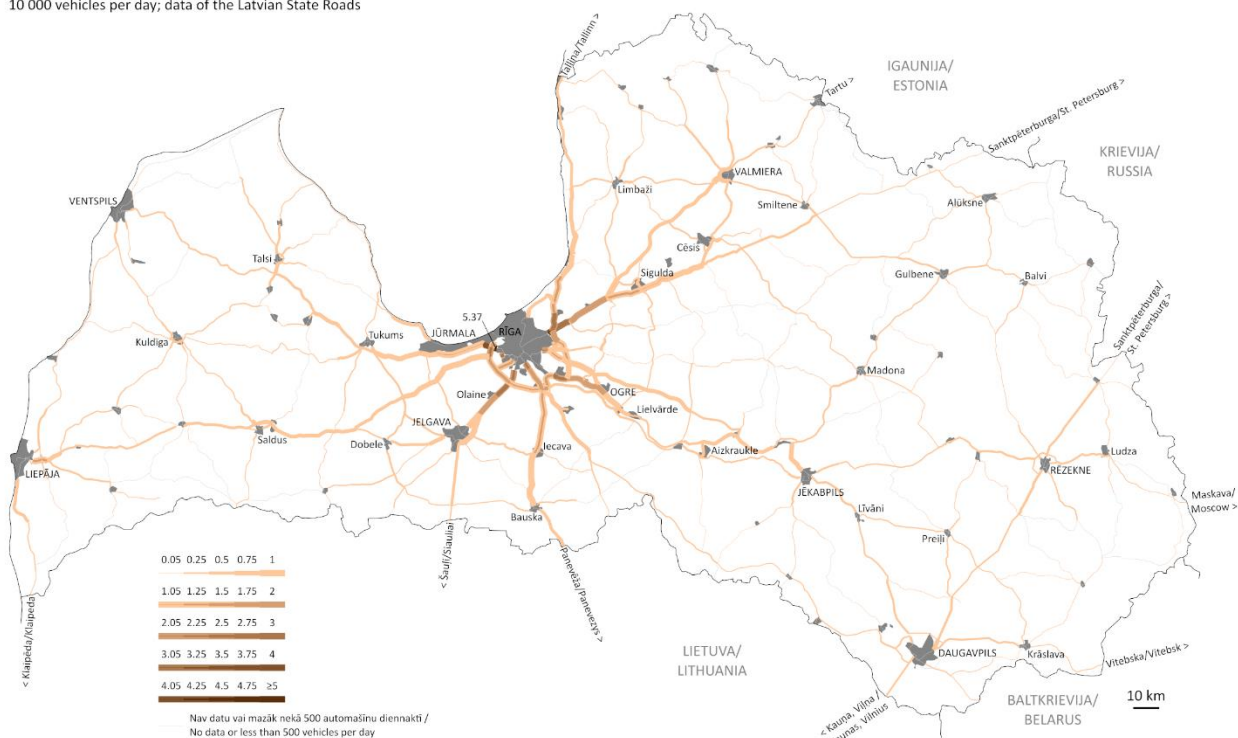 10 000 vehicles per day; data of the Latvian State Roads
Tallina/Tallinn >
IGAUNIJA/
ESTONIA
Tartu >
Sanktpēterburga/St. Petersburg >
KRIEVIJA/
RUSSIA
VALMIERA
Limbaži
Smiltene
Alūksne
VENTSPILS
Cēsis
Talsi
Sigulda
Gulbene
Balvi
Sanktpēterburga/
St. Petersburg >
5.37
RĪGA
JŪRMALA
Tukums
Kuldīga
Madona
Olaine
OGRE
Lielvārde
JELGAVA
Saldus
Dobele
Iecava
Aizkraukle
Ludza
RĒZEKNE
LIEPĀJA
JĒKABPILS
Maskava/
Moscow >
Līvāni
Bauska
Preiļi
< Šauļi/Siauliai
Panevēža/Panevezys >
0.05 0.25 0.5 0.75 1
1.05 1.25 1.5 1.75 2
2.05 2.25 2.5 2.75 3
3.05 3.25 3.5 3.75 4
4.05 4.25 4.5 4.75 ≥5
< Klaipēda/Klaipeda
LIETUVA/
LITHUANIA
DAUGAVPILS
Krāslava
Vitebska/Vitebsk >
BALTKRIEVIJA/
BELARUS
10 km
< Kauņa, Viļņa /
Vilnius
Nav datu vai mazāk nekā 500 automašīnu diennaktī /
No data or less than 500 vehicles per day